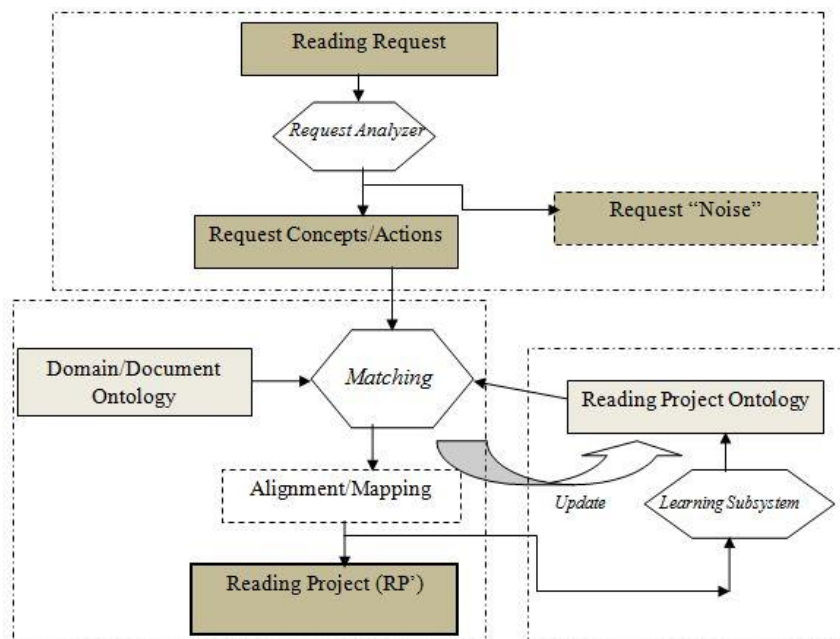 Reading Request
Request Analyzer
Request “Noise”
Request Concepts/Actions
Domain/Document
Ontology
Matching
Reading Project Ontology
Alignment/Mapping
Update
Learning Subsystem
Reading Project (RP’)